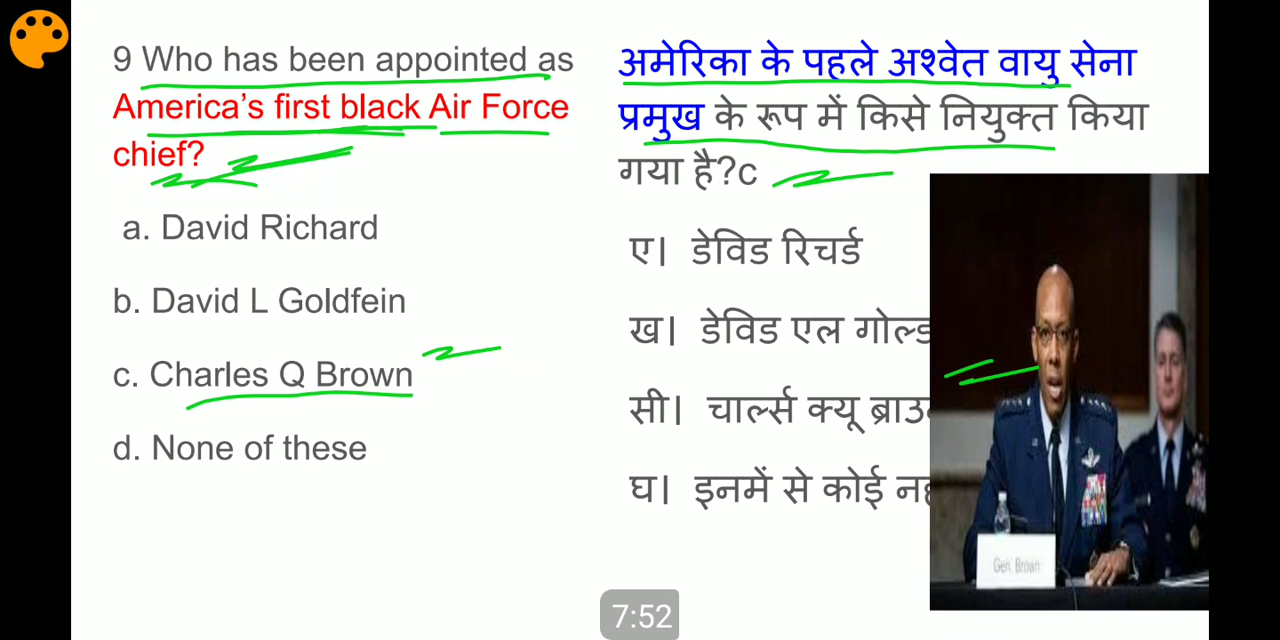 9 Who has been appointed as
America's first black Air Force
chief?
a. David Richard
b. David L Goldfein
c. Charles Q Brown
d. None of these
अमेरिका के पहले अश्वेत वायु सेना
प्रमुख के रूप में किसे नियुक्त किया
गया है?c
ए। डेविड रिचर्ड
ख। डेविड एल गोल्ड
सी। चार्ल्स क्यू ब्राउ
घ। इनमें से कोई
Gen. Brown
7:52